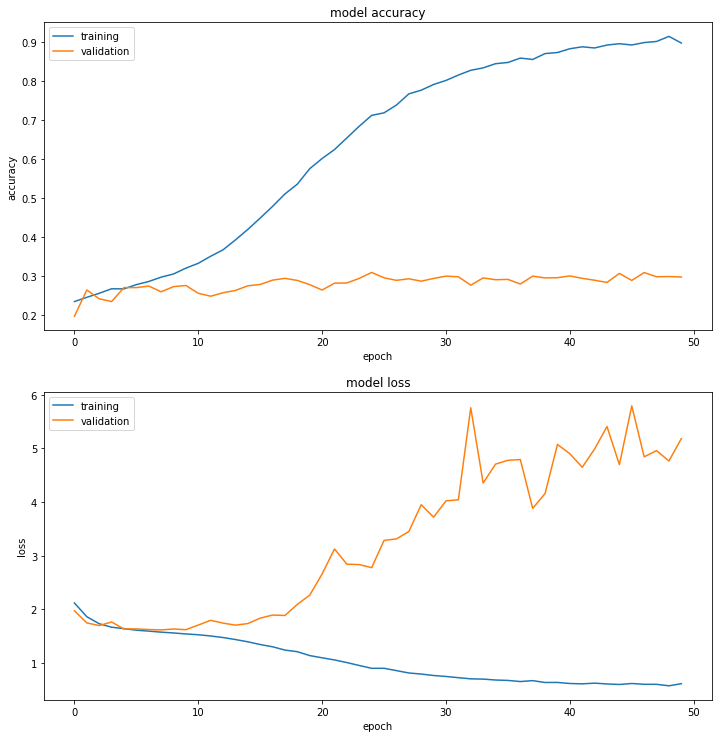 model accuracy
training
validation
0.9
0.8
0.7
0.6
0.5
0.4
0.3
0.2
accuracy
0 10 20 30 40 50
epoch
model loss
training
validation
6
5
4
3
2
1
loss
0 10 20 30 40 50
epoch